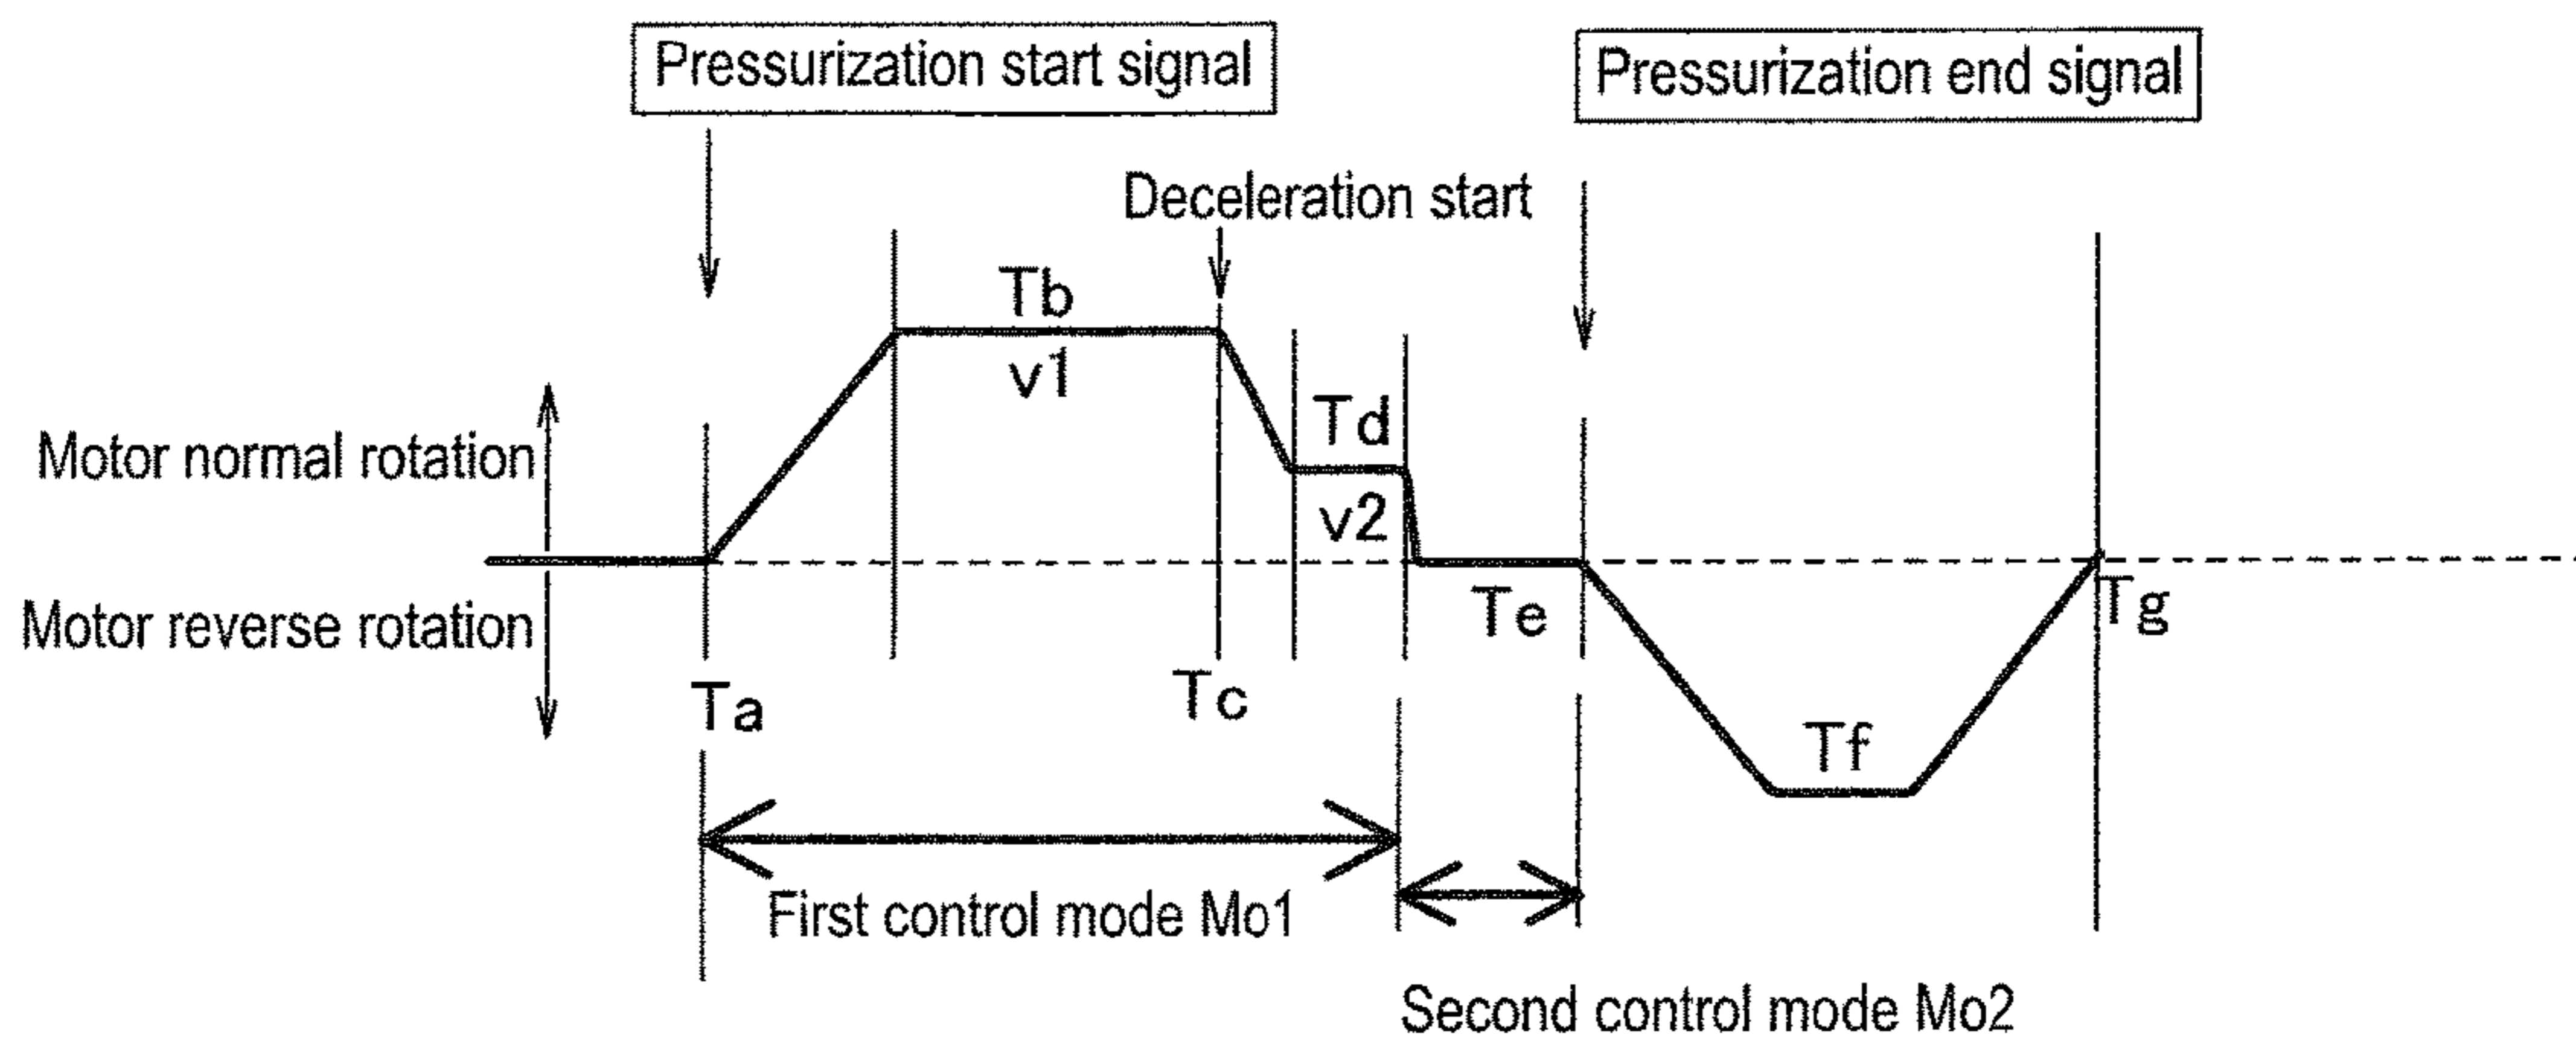 Pressurization start signal
Pressurization end signal
Deceleration start
Tb
v1
Td
v2
Motor normal rotation
Motor reverse rotation
Te
Tg
Ta
Tc
Tf
First control mode Mo1
Second control mode Mo2